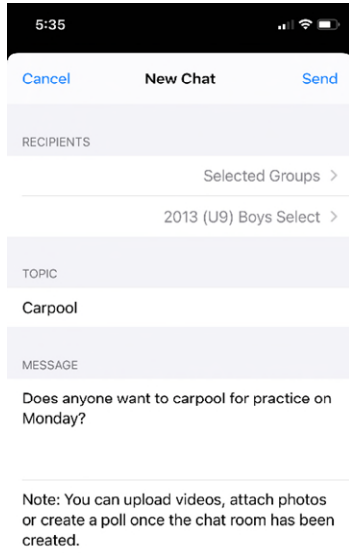 5:35
Cancel New Chat Send
RECIPIENTS
Selected Groups >
2013 (U9) Boys Select >
TOPIC
Carpool
MESSAGE
Does anyone want to carpool for practice on
Monday?
Note: You can upload videos, attach photos
or create a poll once the chat room has been
created.